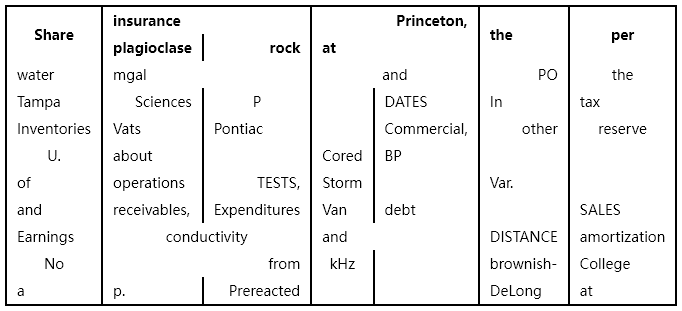 insurance Princeton,
Share the per
plagioclase rock at
water mgal and PO the
Tampa Sciences P DATES In tax
Inventories Vats Pontiac Commercial, other reserve
U. about Cored BP
of operations TESTS, Storm Var.
and receivables, Expenditures Van debt SALES
Earnings conductivity and DISTANCE amortization
No from kHz brownish- College
a p. Prereacted DeLong at